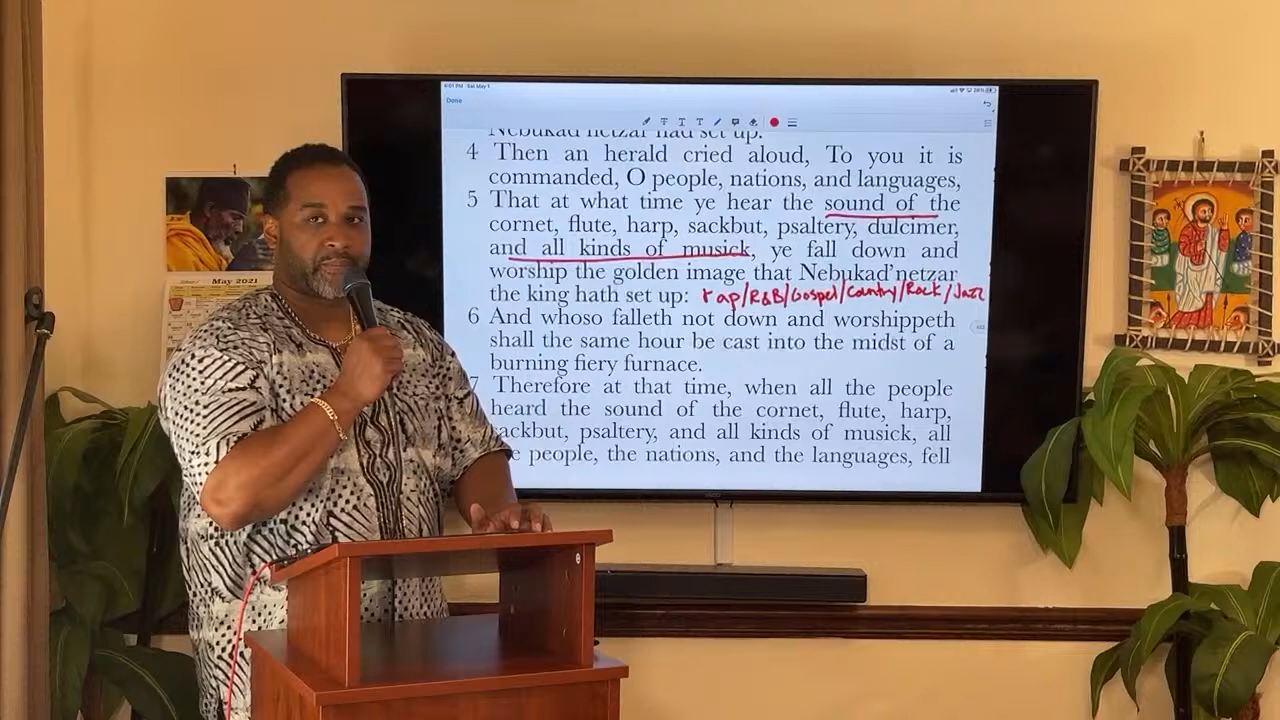 4:01 PM Sat May 1
Done
Nebukad'netzar had set up.
4 Then an herald cried aloud, To you it is
commanded, O people, nations, and languages,
5 That at what time ye hear the sound of the
cornet, flute, harp, sackbut, psaltery, dulcimer,
and all kinds of musick, ye fall down and
worship the golden image that Nebukad'netzar
the king hath set up: rap/R&B/Gospel/Country/Rock/Jazz
6 And whoso falleth not down and worshippeth
shall the same hour be cast into the midst of a
burning fiery furnace.
7 Therefore at that time, when all the people
heard the sound of the cornet, flute, harp,
sackbut, psaltery, and all kinds of musick, all
people, the nations, and the languages, fell
May 2021